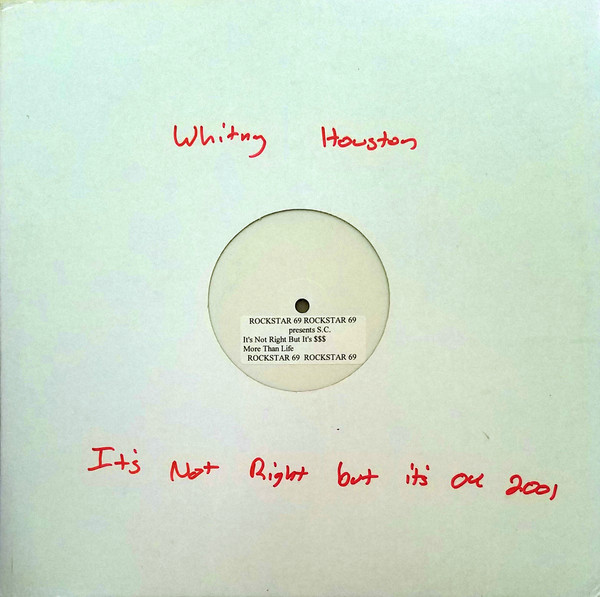 Whitny Houston
ROCKSTAR 69 ROCKSTAR 69
presents S.C.
It's Not Right But It's $$$
More Than Life
ROCKSTAR 69 ROCKSTAR 69
It's Not Right but it's OK 2001